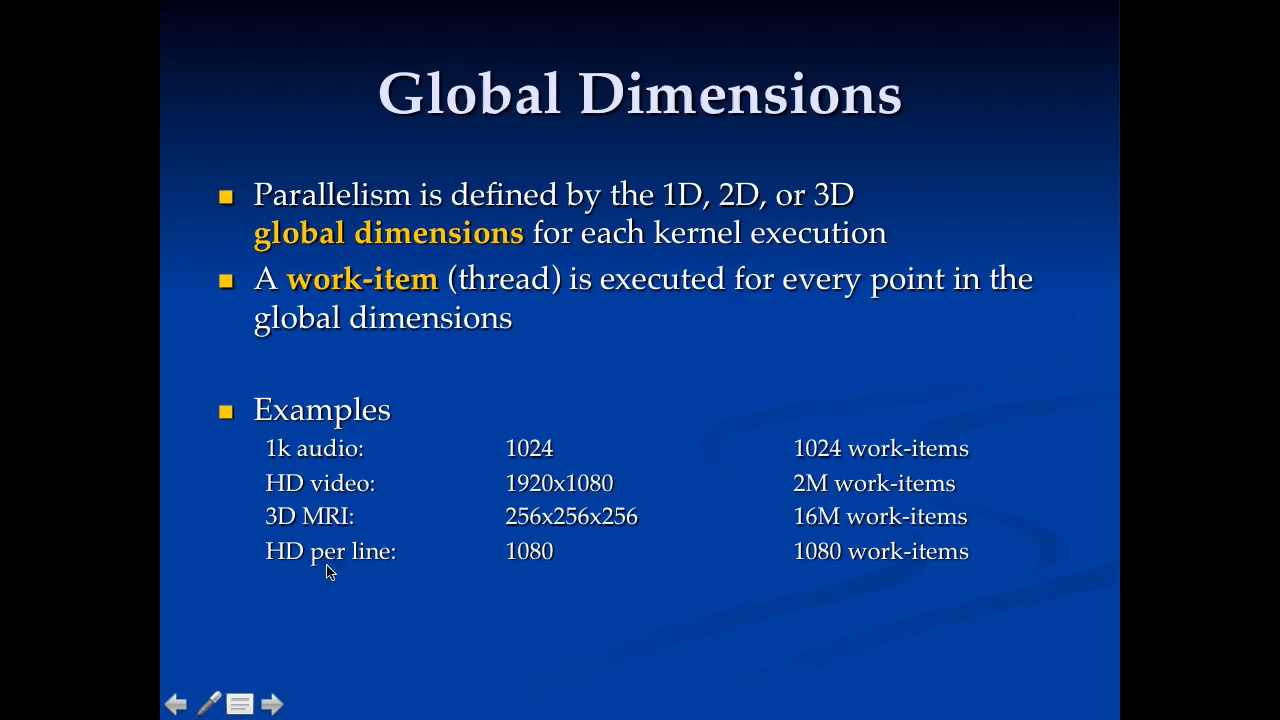 Global Dimensions
Parallelism is defined by the 1D, 2D, or 3D
global dimensions for each kernel execution
A work-item (thread) is executed for every point in the
global dimensions
Examples
1k audio: 1024 1024 work-items
HD video: 1920x1080 2M work-items
3D MRI: 256x256x256 16M work-items
HD per line: 1080 1080 work-items